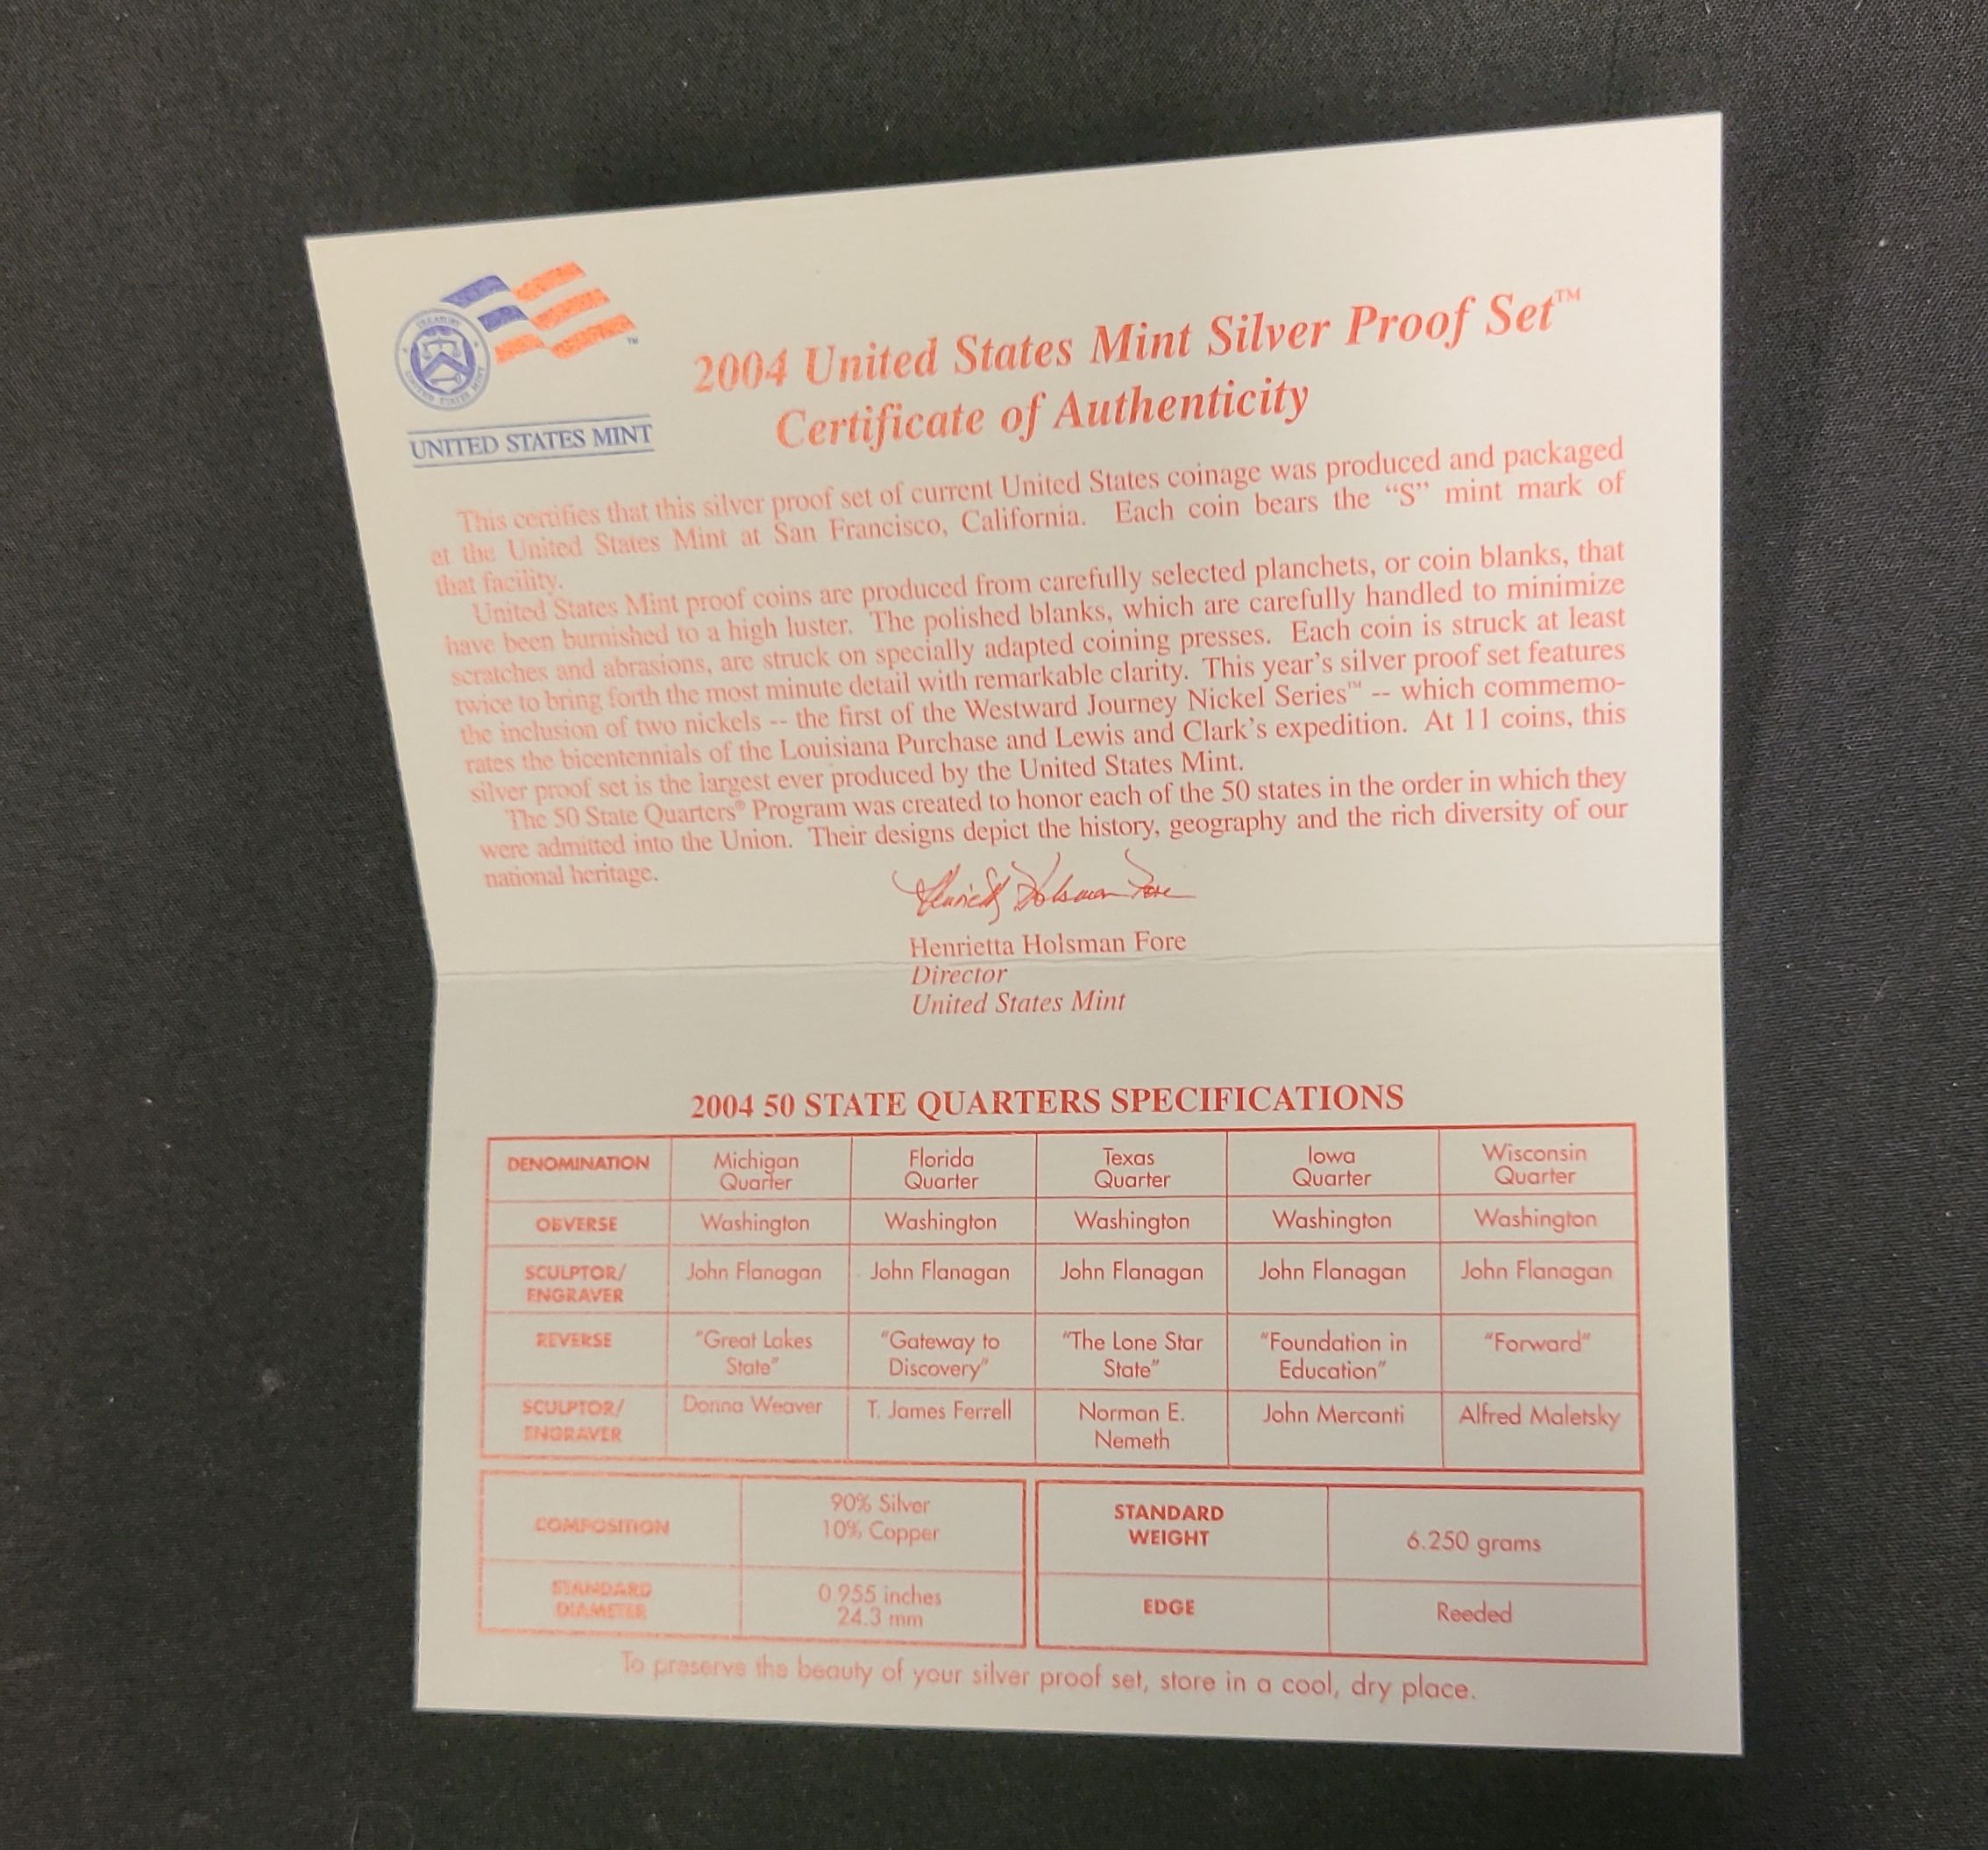 TREASURY
UNITED STATES MINT
TM
UNITED STATES MINT
2004 United States Mint Silver Proof Set™
Certificate of Authenticity
This certifies that this silver proof set of current United States coinage was produced and packaged
at the United States Mint at San Francisco, California. Each coin bears the “S” mint mark of
that facility.
United States Mint proof coins are produced from carefully selected planchets, or coin blanks, that
have been burnished to a high luster. The polished blanks, which are carefully handled to minimize
scratches and abrasions, are struck on specially adapted coining presses. Each coin is struck at least
twice to bring forth the most minute detail with remarkable clarity. This year’s silver proof set features
the inclusion of two nickels -- the first of the Westward Journey Nickel Series™ -- which commemo-
rates the bicentennials of the Louisiana Purchase and Lewis and Clark’s expedition. At 11 coins, this
silver proof set is the largest ever produced by the United States Mint.
The 50 State Quarters® Program was created to honor each of the 50 states in the order in which they
were admitted into the Union. Their designs depict the history, geography and the rich diversity of our
national heritage.
Henrietta Holsman Fore
Henrietta Holsman Fore
Director
United States Mint
2004 50 STATE QUARTERS SPECIFICATIONS
DENOMINATION Michigan Quarter Florida Quarter Texas Quarter Iowa Quarter Wisconsin Quarter
OBVERSE Washington Washington Washington Washington Washington
SCULPTOR/ ENGRAVER John Flanagan John Flanagan John Flanagan John Flanagan John Flanagan
REVERSE “Great Lakes State” “Gateway to Discovery” “The Lone Star State” “Foundation in Education” “Forward”
SCULPTOR/ ENGRAVER Donna Weaver T. James Ferrell Norman E. Nemeth John Mercanti Alfred Maletsky
COMPOSITION 90% Silver 10% Copper STANDARD WEIGHT 6.250 grams
STANDARD DIAMETER 0.955 inches 24.3 mm EDGE Reeded
To preserve the beauty of your silver proof set, store in a cool, dry place.